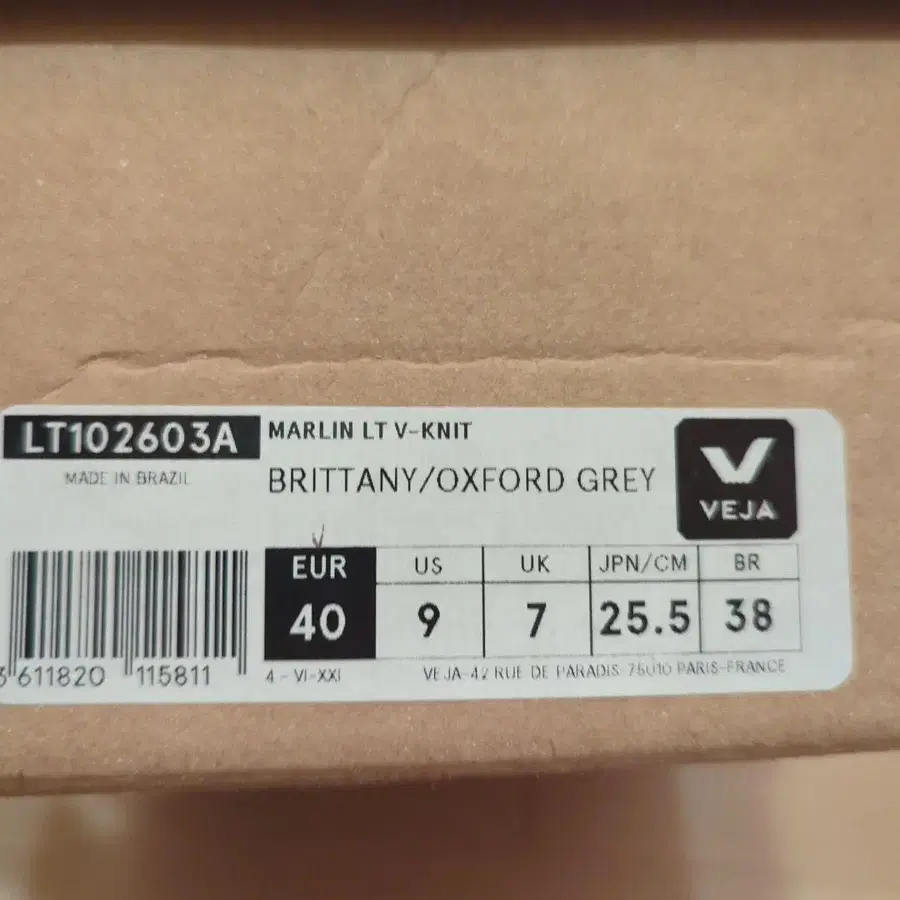 LT102603A
MADE IN BRAZIL
MARLIN LT V-KNIT
BRITTANY/OXFORD GREY
VEJA
EUR US UK JPN/CM BR
40 9 7 25.5 38
3 611820 115811
4 - VI-XXI
VEJA-42 RUE DE PARADIS 75010 PARIS-FRANCE